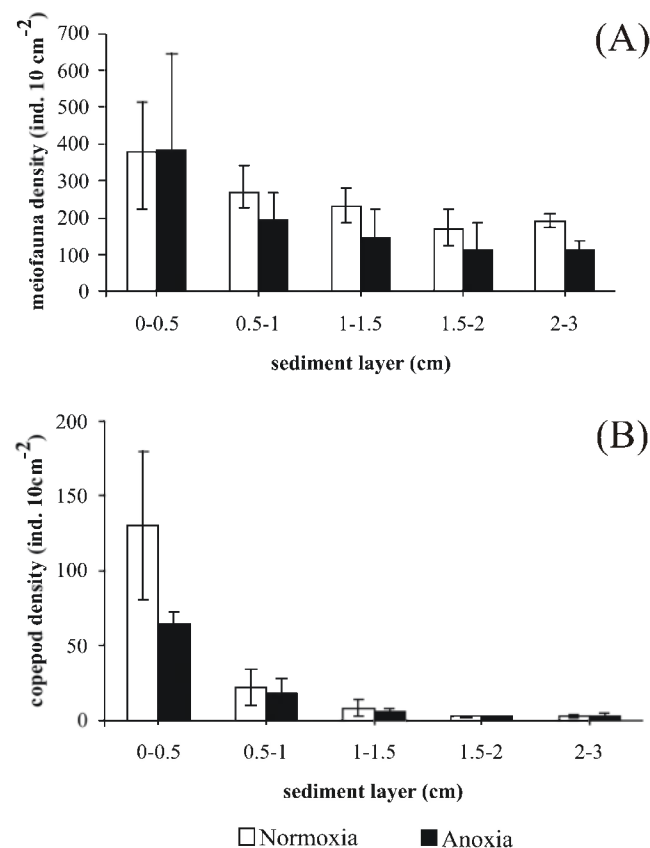 (A)
meiofauna density (ind. 10 cm⁻²)
700
600
500
400
300
200
100
0
0-0.5 0.5-1 1-1.5 1.5-2 2-3
sediment layer (cm)
(B)
copepod density (ind. 10cm⁻²)
200
150
100
50
0
0-0.5 0.5-1 1-1.5 1.5-2 2-3
sediment layer (cm)
Normoxia Anoxia